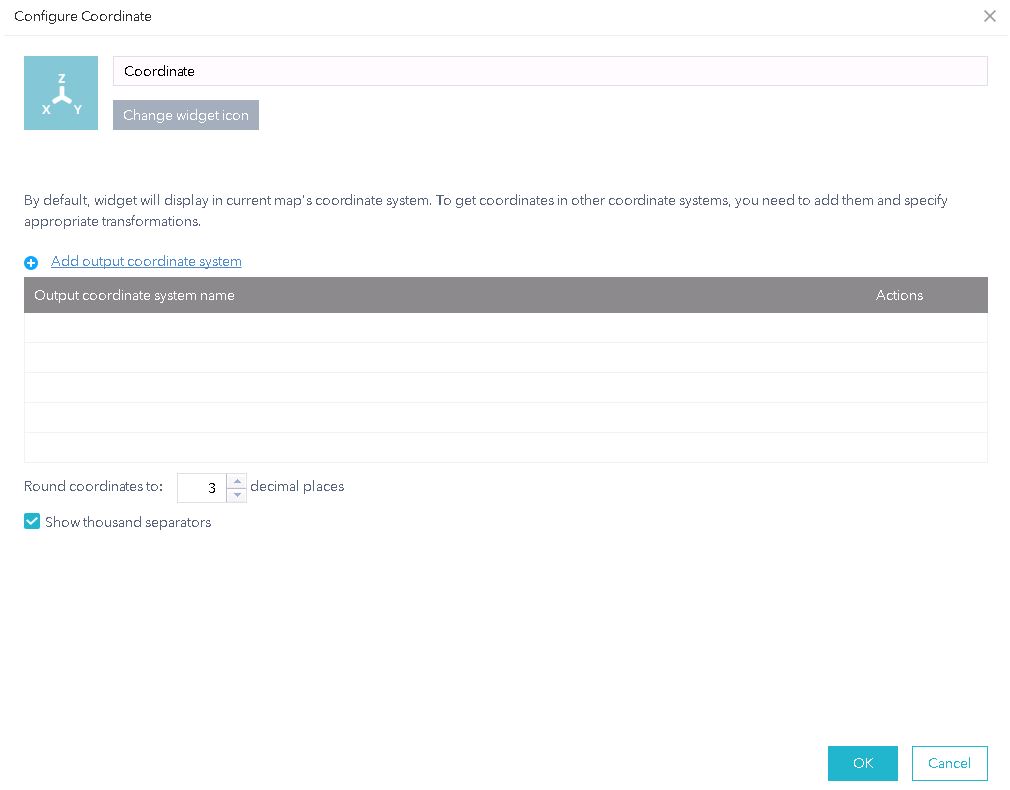 Configure Coordinate
Z
X Y
Coordinate
Change widget icon
By default, widget will display in current map's coordinate system. To get coordinates in other coordinate systems, you need to add them and specify
appropriate transformations.
Add output coordinate system
Output coordinate system name Actions
Round coordinates to: 3 decimal places
Show thousand separators
OK Cancel